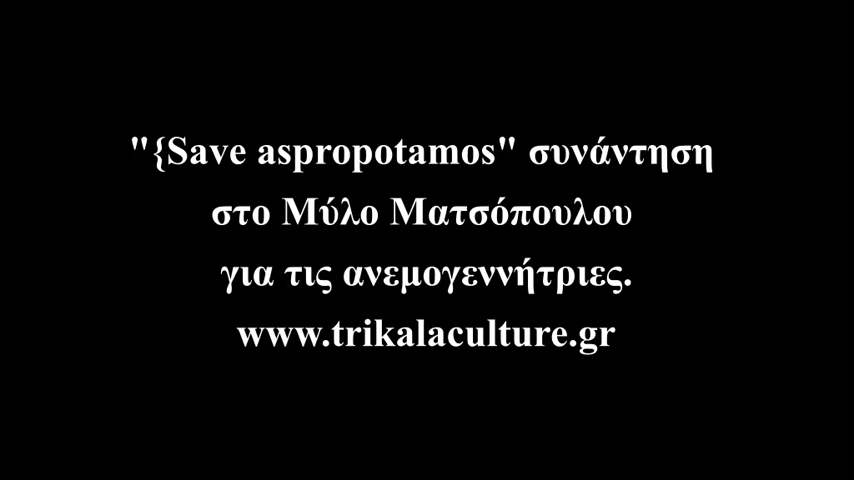 "{Save aspropotamos" συνάντηση
στο Μύλο Ματσόπουλου
για τις ανεμογεννήτριες.
www.trikalaculture.gr